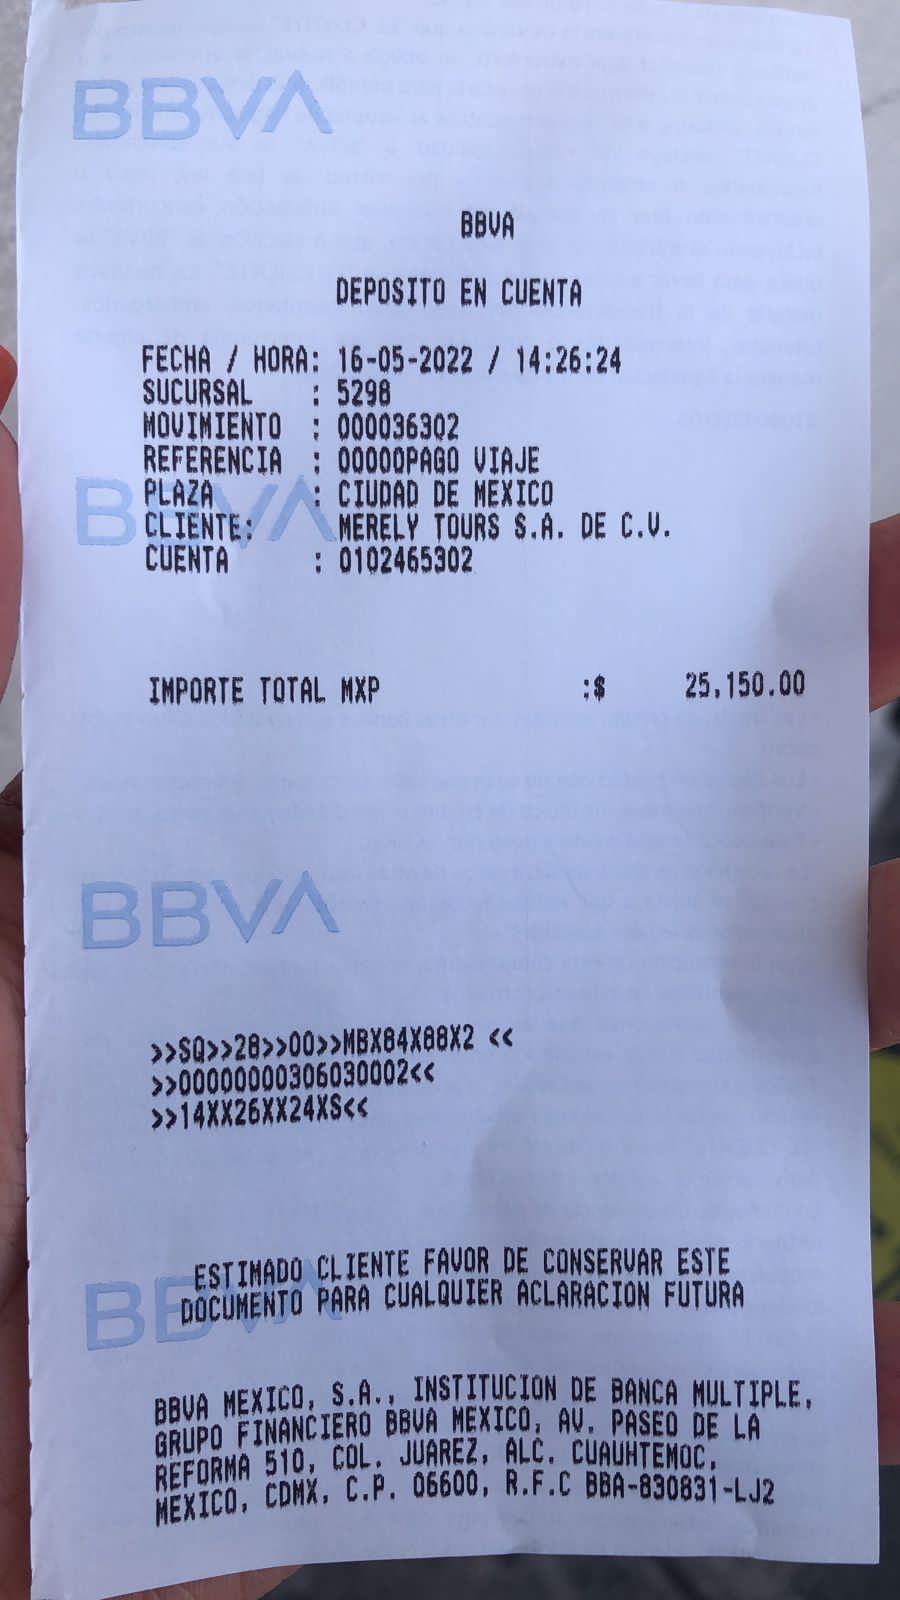 BBVA
BBVA
DEPOSITO EN CUENTA
FECHA / HORA: 16-05-2022 / 14:26:24
SUCURSAL : 5298
MOVIMIENTO : 000036302
REFERENCIA : 00000PAGO VIAJE
BBVA
PLAZA : CIUDAD DE MEXICO
CLIENTE: MERELY TOURS S.A. DE C.V.
CUENTA : 0102465302
IMPORTE TOTAL MXP :$ 25,150.00
BBVA
>>SQ>>28>>00>>MBX84X88X2 <<
>>00000000306030002<<
>>14XX26XX24XS<<
ESTIMADO CLIENTE FAVOR DE CONSERVAR ESTE
DOCUMENTO PARA CUALQUIER ACLARACION FUTURA
BBVA
BBVA MEXICO, S.A., INSTITUCION DE BANCA MULTIPLE,
GRUPO FINANCIERO BBVA MEXICO, AV. PASEO DE LA
REFORMA 510, COL. JUAREZ, ALC. CUAUHTEMOC,
MEXICO, CDMX, C.P. 06600, R.F.C BBA-830831-LJ2